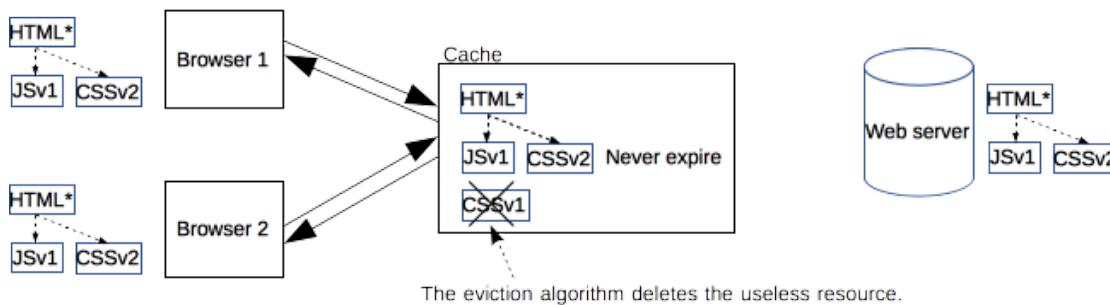 HTML*
JSv1
CSSv2
Browser 1
Cache
HTML*
JSv1
CSSv2
Never expire
CSSv1
Web server
HTML*
JSv1
CSSv2
HTML*
JSv1
CSSv2
Browser 2
The eviction algorithm deletes the useless resource.